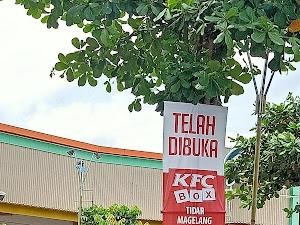 TELAH
DIBUKA
KFC
BOX
TIDAR
MAGELANG